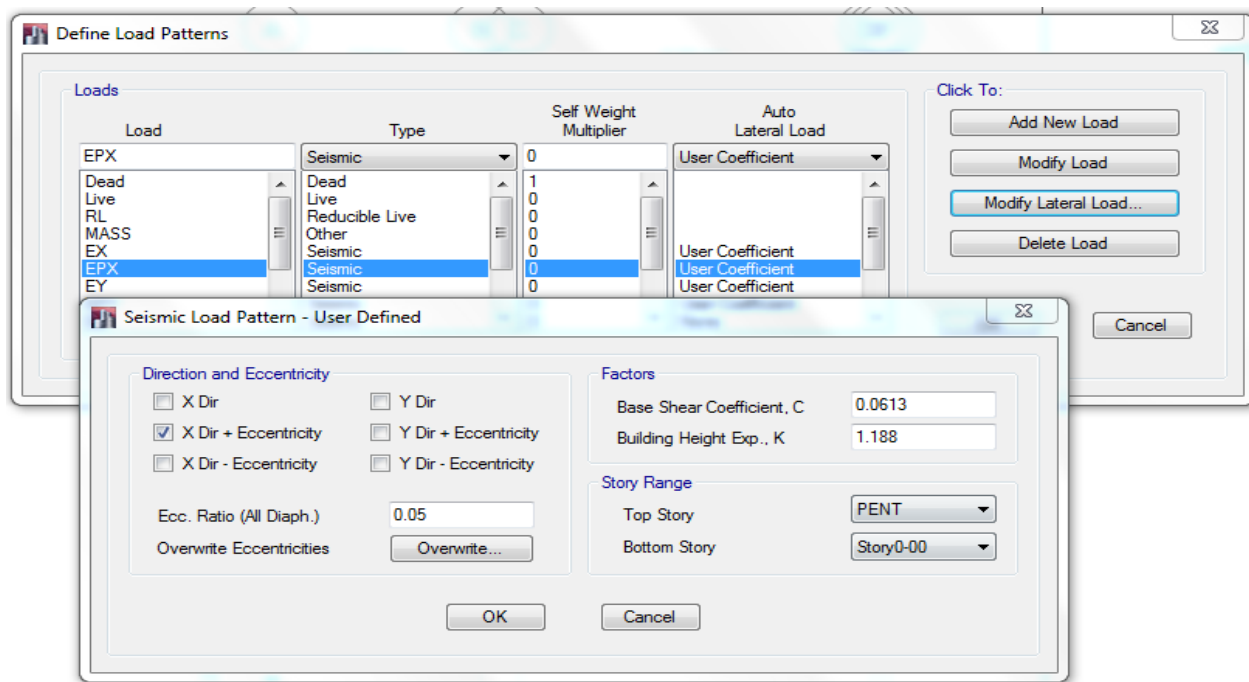 Define Load Patterns
Loads
Click To:
Load Type Self Weight Multiplier Auto Lateral Load
EPX Seismic 0 User Coefficient
Dead Dead 1
Live Live 0
RL Reducible Live 0
MASS Other 0
EX Seismic 0 User Coefficient
EPX Seismic 0 User Coefficient
EY Seismic 0 User Coefficient
Add New Load
Modify Load
Modify Lateral Load...
Delete Load
Cancel
Seismic Load Pattern - User Defined
Direction and Eccentricity
X Dir Y Dir
X Dir + Eccentricity Y Dir + Eccentricity
X Dir - Eccentricity Y Dir - Eccentricity
Ecc. Ratio (All Diaph.) 0.05
Overwrite Eccentricities Overwrite...
Factors
Base Shear Coefficient, C 0.0613
Building Height Exp., K 1.188
Story Range
Top Story PENT
Bottom Story Story0-00
OK Cancel